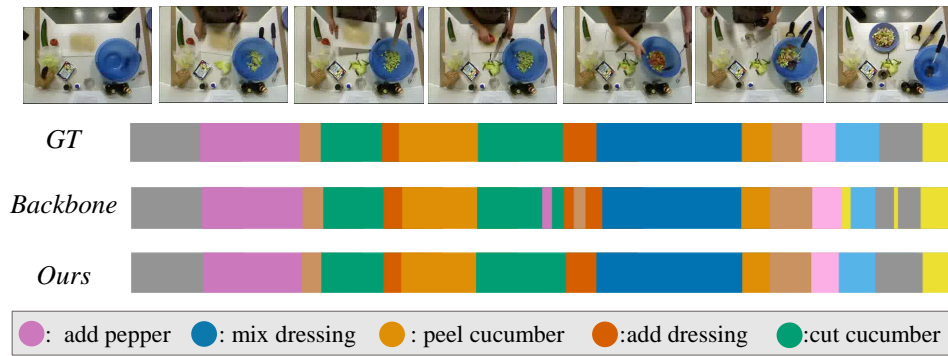 GT
Backbone
Ours
: add pepper : mix dressing : peel cucumber :add dressing :cut cucumber